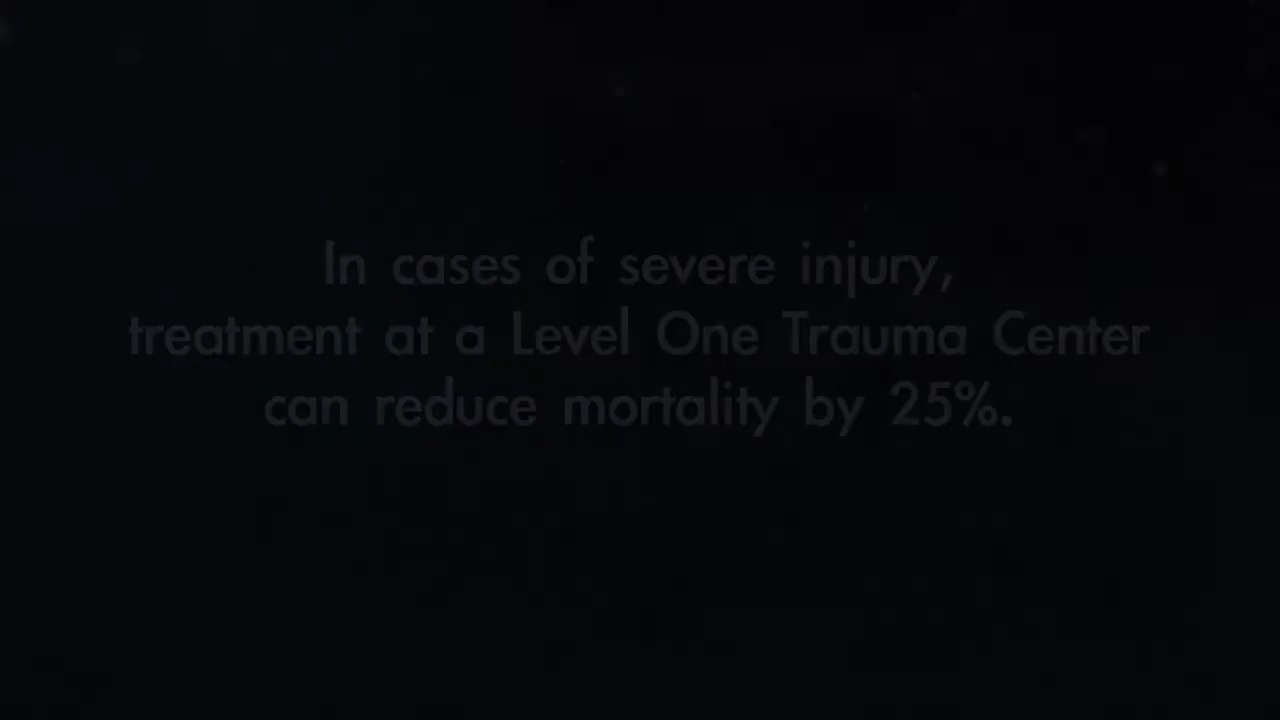 In cases of severe injury,
treatment at a Level One Trauma Center
can reduce mortality by 25%.